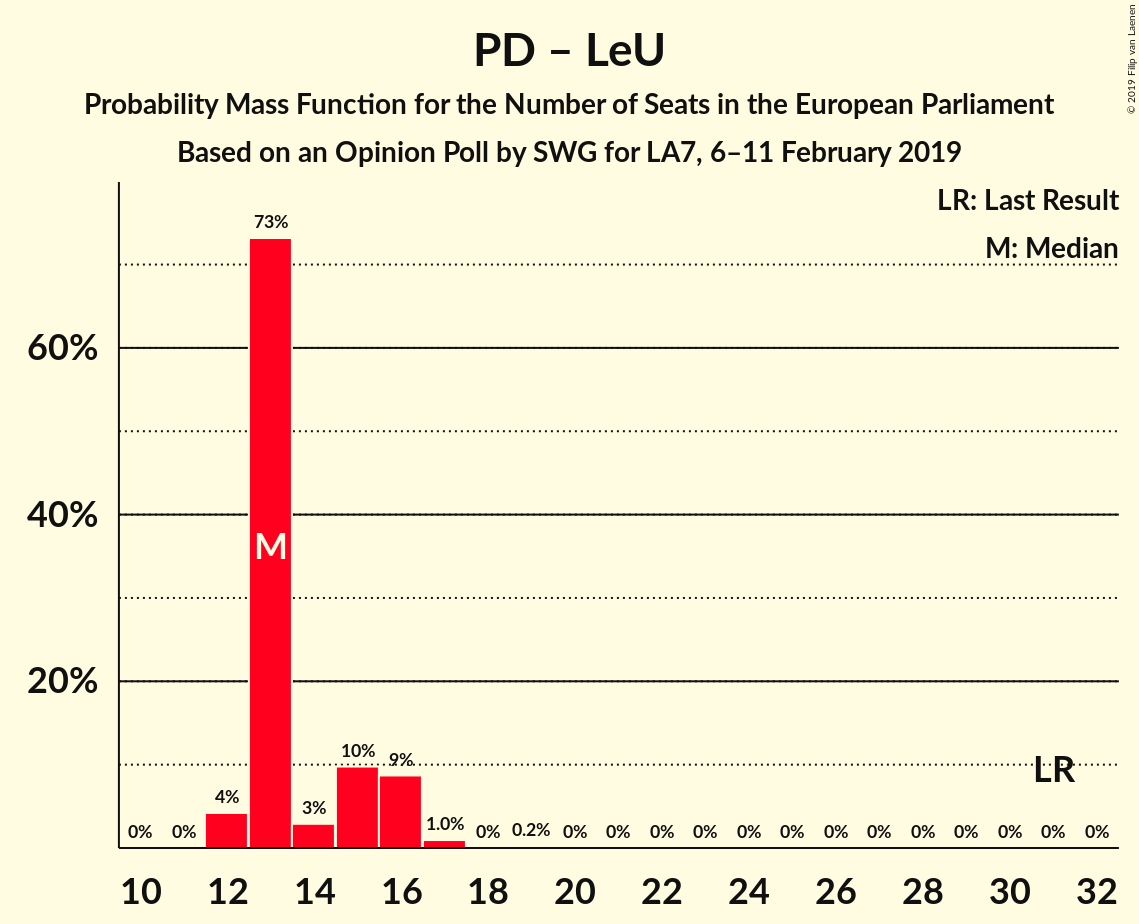 PD – LeU
Probability Mass Function for the Number of Seats in the European Parliament
Based on an Opinion Poll by SWG for LA7, 6–11 February 2019
© 2019 Filip van Laenen
LR: Last Result
M: Median
60%
40%
20%
0% 0% 4% 73% 3% 10% 9% 1.0% 0% 0.2% 0% 0% 0% 0% 0% 0% 0% 0% 0% 0% 0% 0% 0%
M
LR
10 12 14 16 18 20 22 24 26 28 30 32